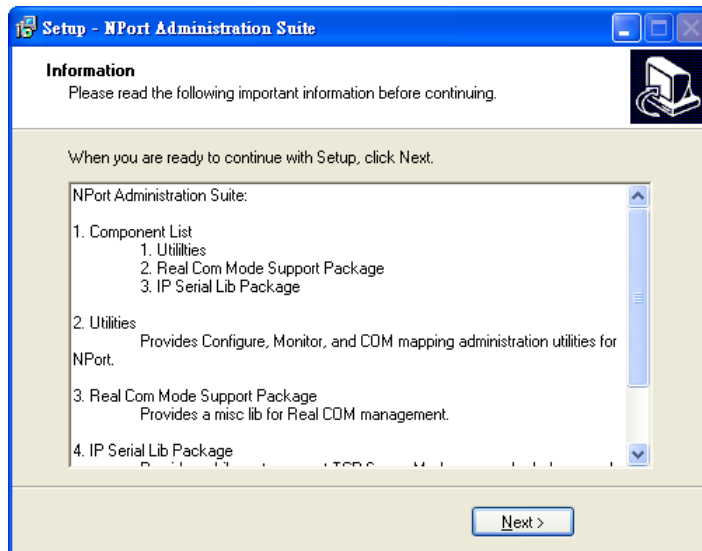 Setup - NPort Administration Suite
Information
Please read the following important information before continuing.
When you are ready to continue with Setup, click Next.
NPort Administration Suite:
1. Component List
1. Utililties
2. Real Com Mode Support Package
3. IP Serial Lib Package
2. Utilities
Provides Configure, Monitor, and COM mapping administration utilities for
NPort.
3. Real Com Mode Support Package
Provides a misc lib for Real COM management.
4. IP Serial Lib Package
Next >